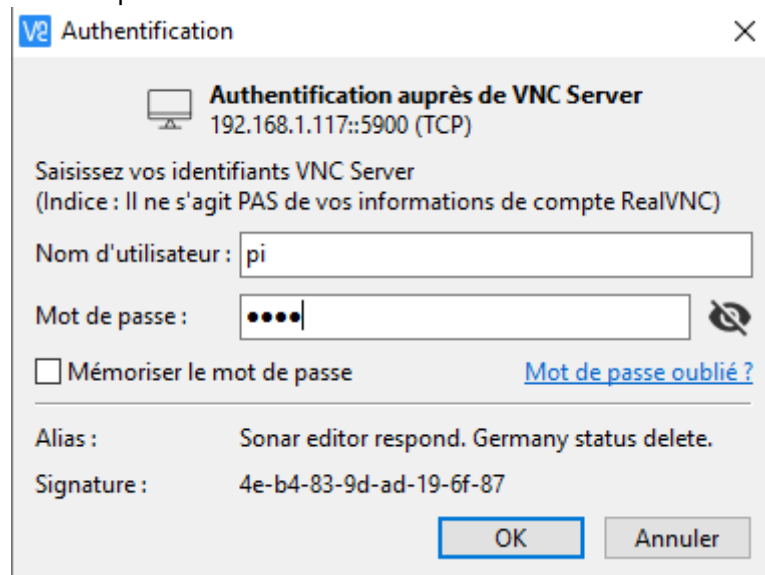 V2 Authentification
Authentification auprès de VNC Server
192.168.1.117::5900 (TCP)
Saisissez vos identifiants VNC Server
(Indice : Il ne s'agit PAS de vos informations de compte RealVNC)
Nom d'utilisateur : pi
Mot de passe : ••••
Mémoriser le mot de passe Mot de passe oublié ?
Alias : Sonar editor respond. Germany status delete.
Signature : 4e-b4-83-9d-ad-19-6f-87
OK Annuler